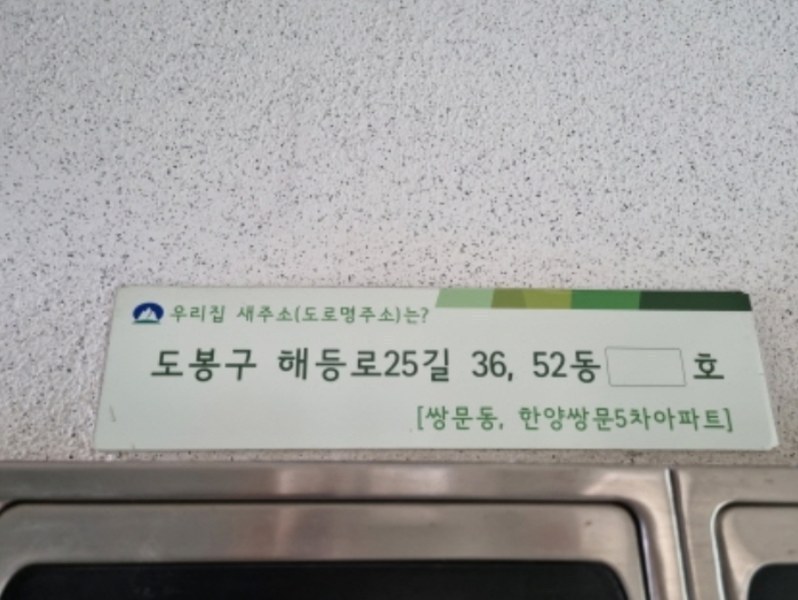 우리집 새주소(도로명주소)는?
도봉구 해등로25길 36, 52동 호
[쌍문동, 한양쌍문5차아파트]